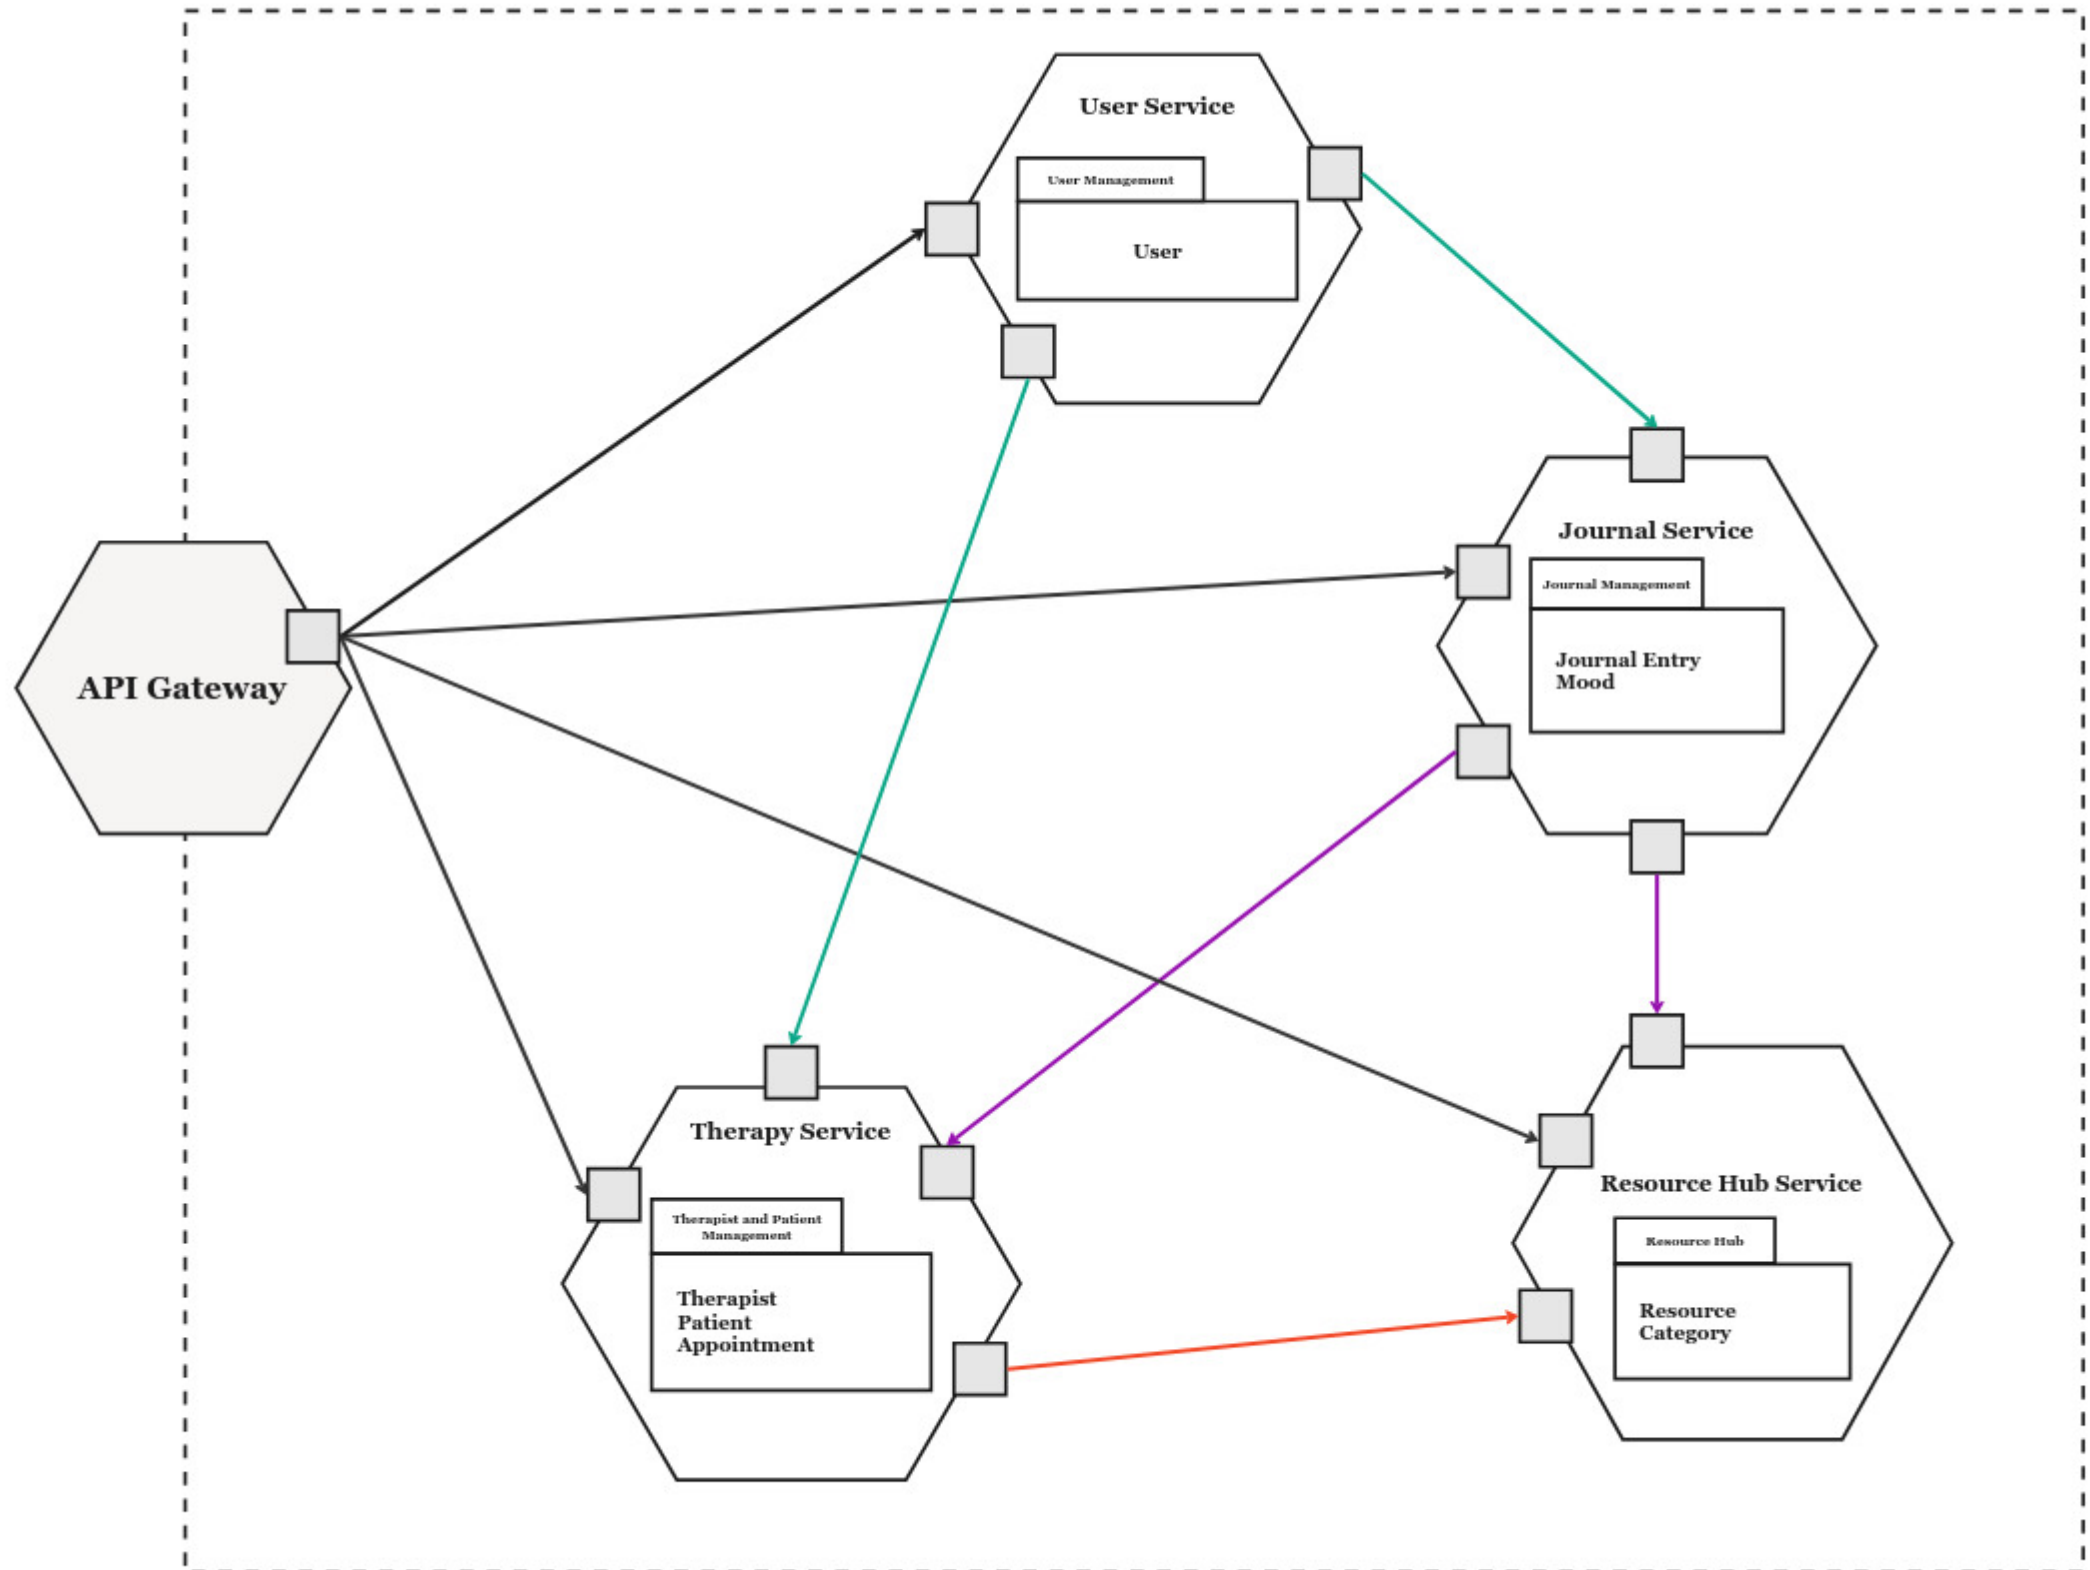 User Service
User Management
User
Journal Service
Journal Management
Journal Entry
Mood
API Gateway
Therapy Service
Therapist and Patient
Management
Therapist
Patient
Appointment
Resource Hub Service
Resource Hub
Resource
Category